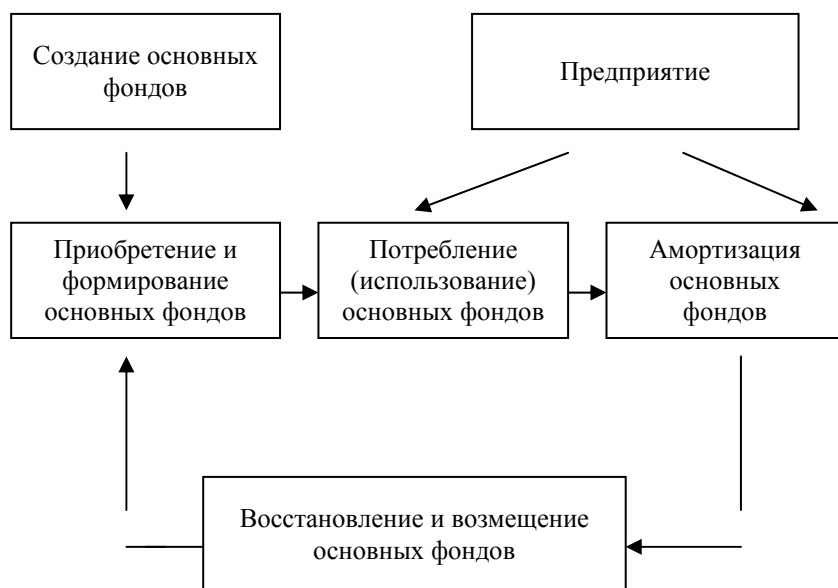 Создание основных
фондов
Предприятие
Приобретение и
формирование
основных фондов
Потребление
(использование)
основных фондов
Амортизация
основных
фондов
Восстановление и возмещение
основных фондов